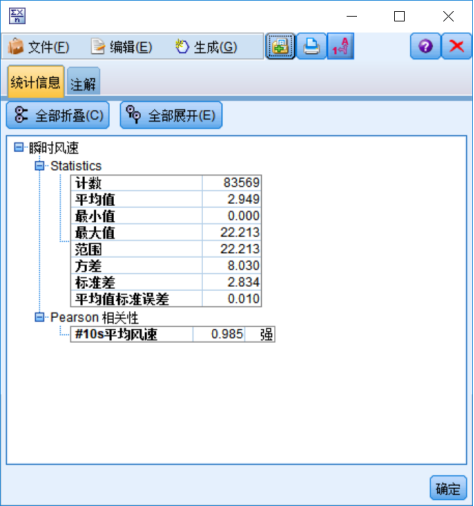 文件(F) 编辑(E) 生成(G)
统计信息 注解
全部折叠(C) 全部展开(E)
瞬时风速
Statistics
计数 83569
平均值 2.949
最小值 0.000
最大值 22.213
范围 22.213
方差 8.030
标准差 2.834
平均值标准误差 0.010
Pearson 相关性
#10s平均风速 0.985 强
确定